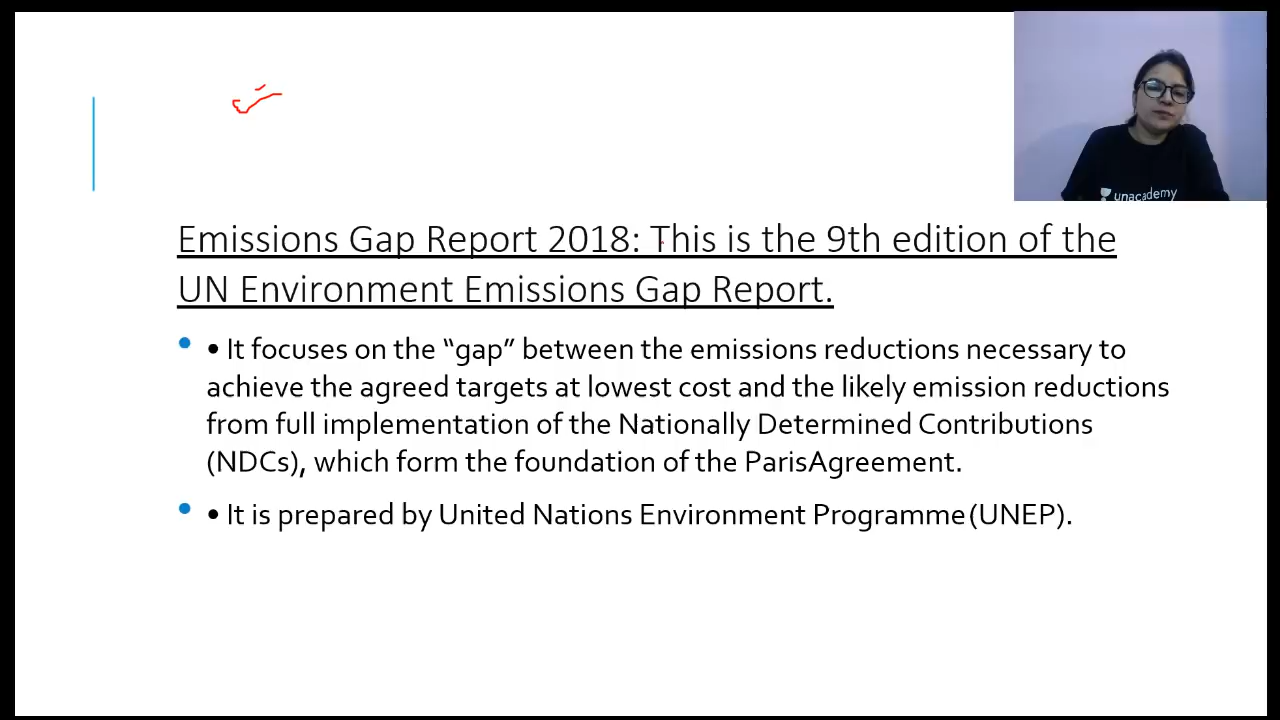 unacademy
Emissions Gap Report 2018: This is the 9th edition of the
UN Environment Emissions Gap Report.
• • It focuses on the “gap” between the emissions reductions necessary to
achieve the agreed targets at lowest cost and the likely emission reductions
from full implementation of the Nationally Determined Contributions
(NDCs), which form the foundation of the ParisAgreement.
• • It is prepared by United Nations Environment Programme(UNEP).